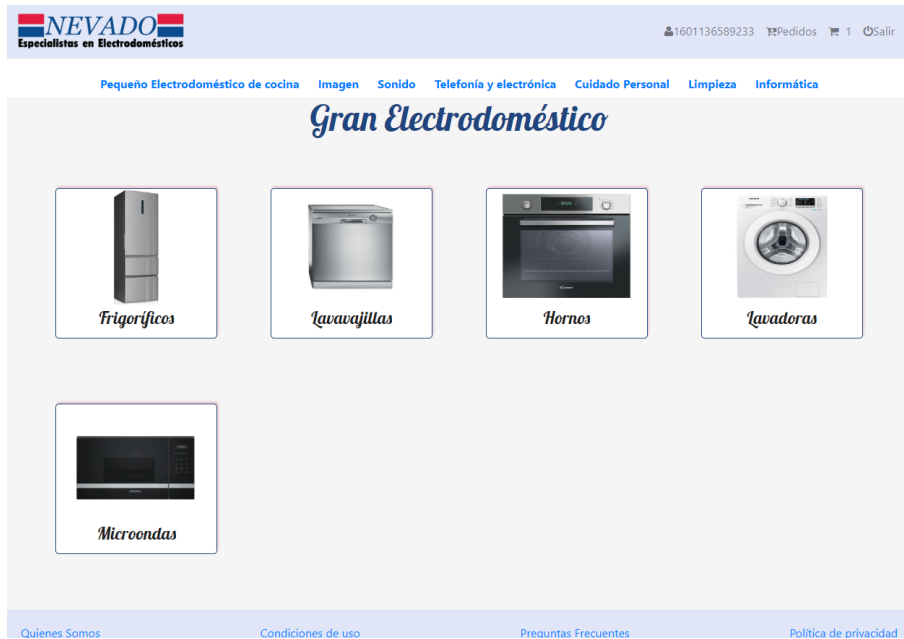 NEVADO
Especialistas en Electrodomésticos
1601136589233 Pedidos 1 Salir
Pequeño Electrodoméstico de cocina Imagen Sonido Telefonía y electrónica Cuidado Personal Limpieza Informática
Gran Electrodoméstico
Frigoríficos Lavavajillas Hornos Lavadoras
Microondas
Quienes Somos Condiciones de uso Preguntas Frecuentes Política de privacidad